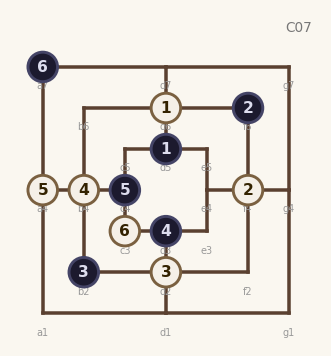 C07
6
a7 d7 g7
1 2
b6 d6 f6
1
c5 d5 e5
5 4 5 2
a4 b4 c4 e4 f4 g4
6 4
c3 d3 e3
3 3
b2 d2 f2
a1 d1 g1